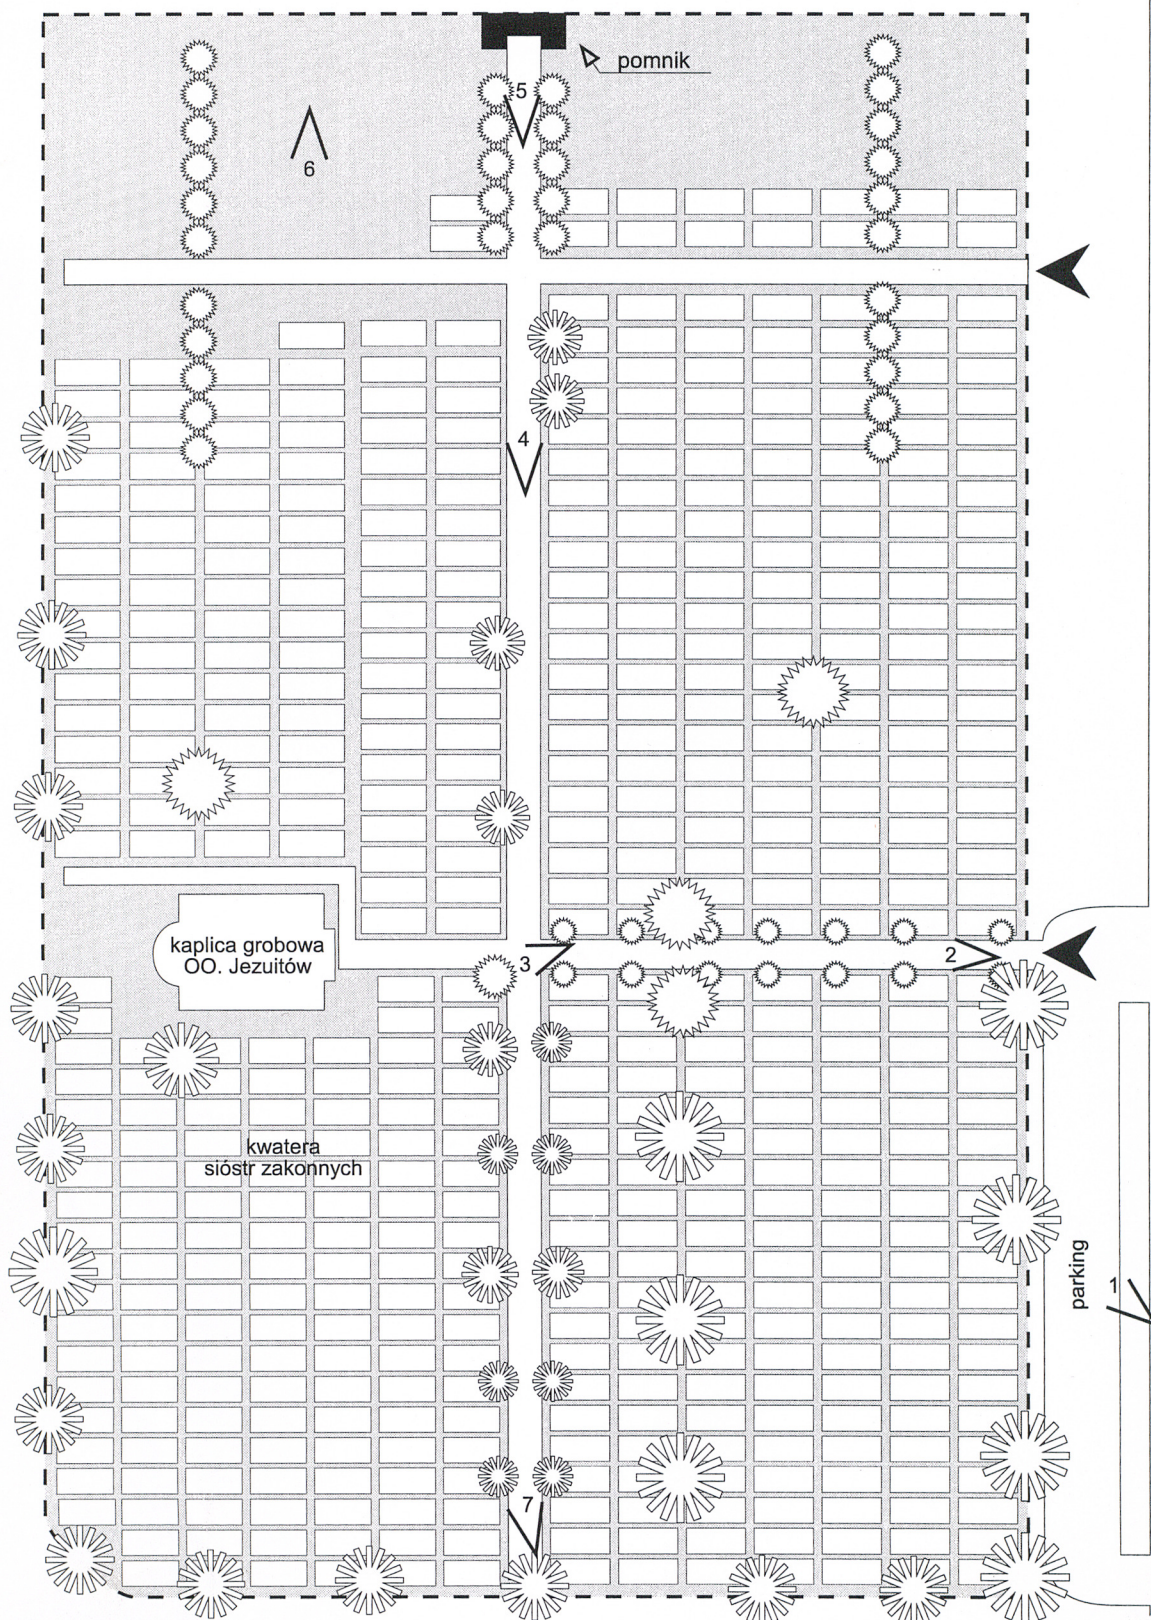 pomnik
5
6
4
kaplica grobowa
OO. Jezuitów
3
2
kwatera
sióstr zakonnych
parking
1
7